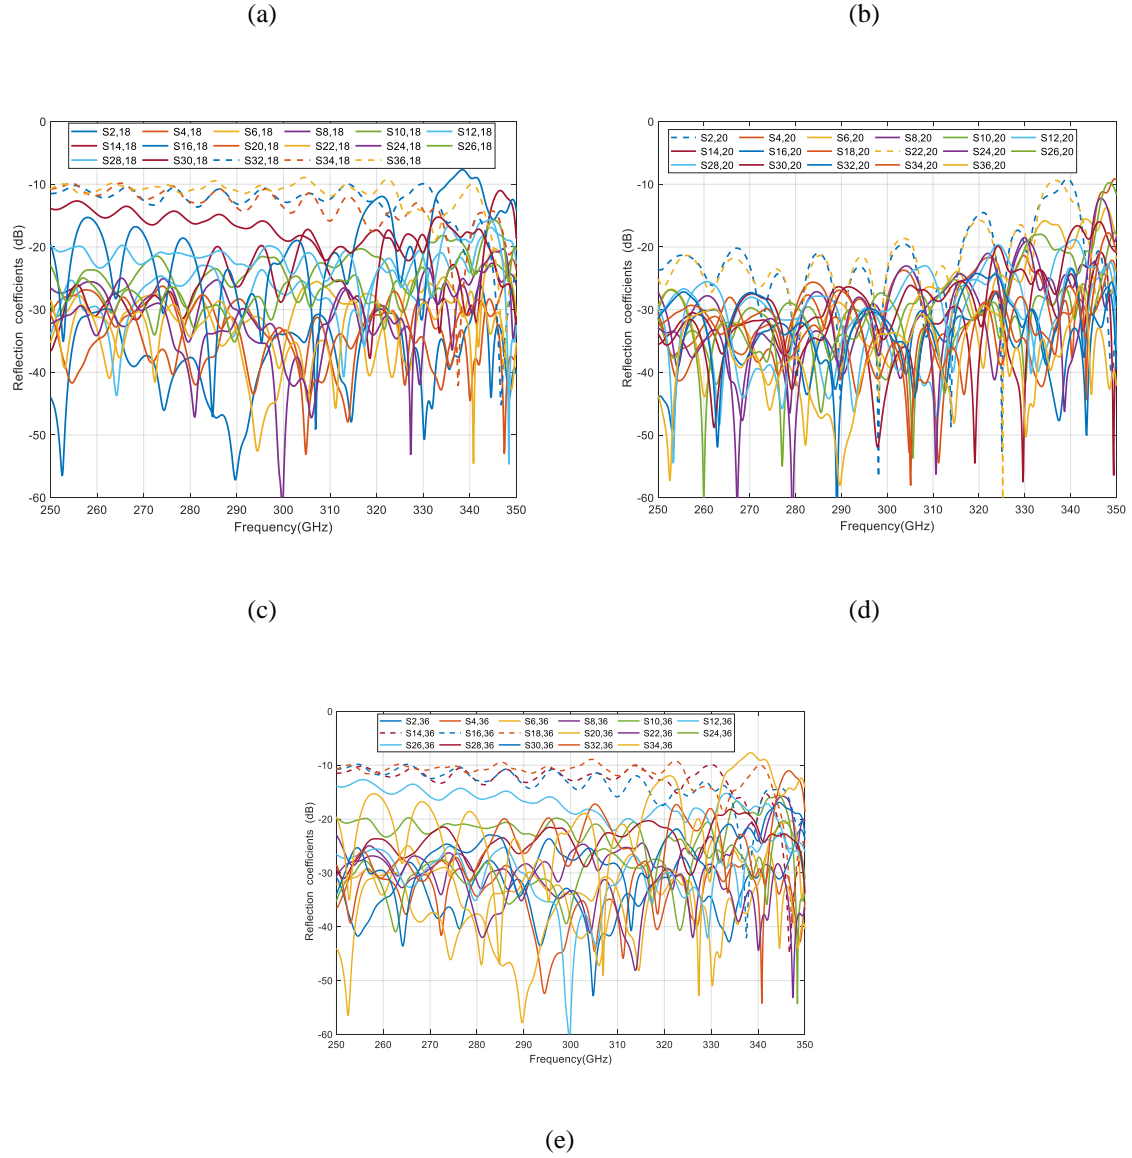 (a)
(b)
0
-10
-20
-30
-40
-50
-60
250
260
270
280
290
300
310
320
330
340
350
Frequency(GHz)
Reflection coefficients (dB)
S2,18 S4,18 S6,18 S8,18 S10,18 S12,18
S14,18 S16,18 S20,18 S22,18 S24,18 S26,18
S28,18 S30,18 S32,18 S34,18 S36,18
0
-10
-20
-30
-40
-50
-60
250
260
270
280
290
300
310
320
330
340
350
Frequency(GHz)
Reflection coefficients (dB)
S2,20 S4,20 S6,20 S8,20 S10,20 S12,20
S14,20 S16,20 S18,20 S22,20 S24,20 S26,20
S28,20 S30,20 S32,20 S34,20 S36,20
(c)
(d)
0
-10
-20
-30
-40
-50
-60
250
260
270
280
290
300
310
320
330
340
350
Frequency(GHz)
Reflection coefficients (dB)
S2,36 S4,36 S6,36 S8,36 S10,36 S12,36
S14,36 S16,36 S18,36 S20,36 S22,36 S24,36
S26,36 S28,36 S30,36 S32,36 S34,36
(e)